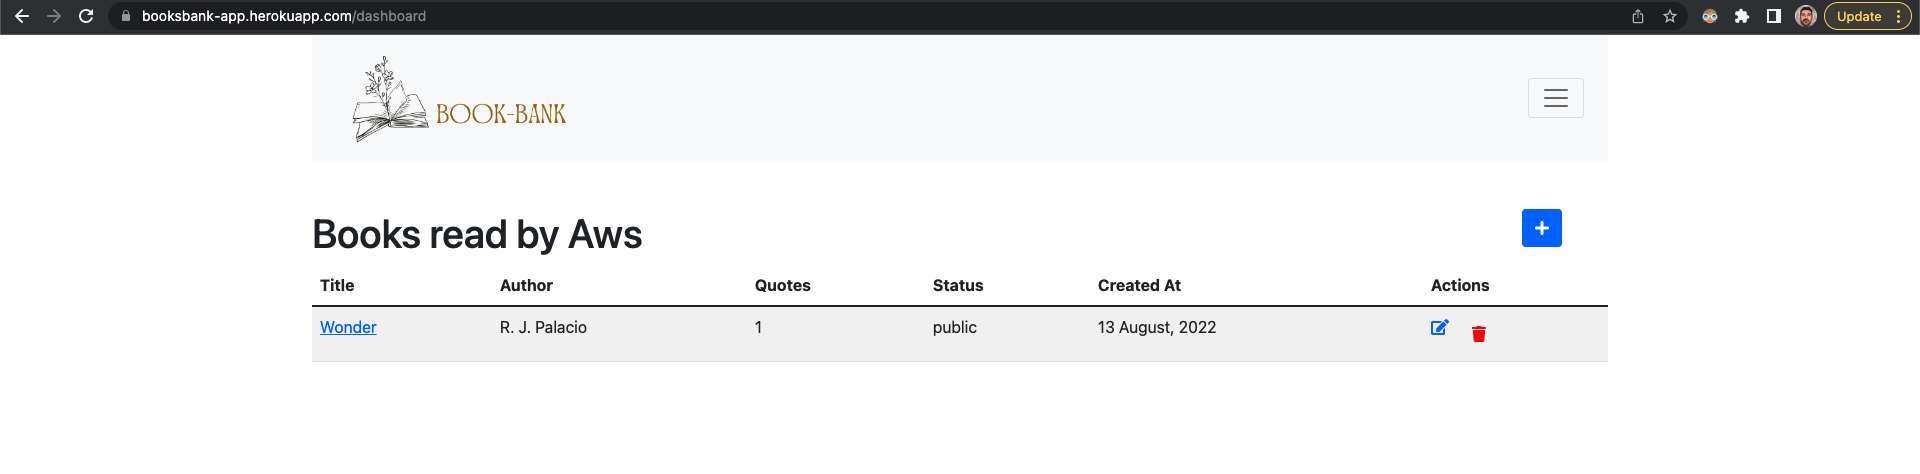 booksbank-app.herokuapp.com/dashboard
Update
BOOK-BANK
Books read by Aws
Title Author Quotes Status Created At Actions
Wonder R. J. Palacio 1 public 13 August, 2022